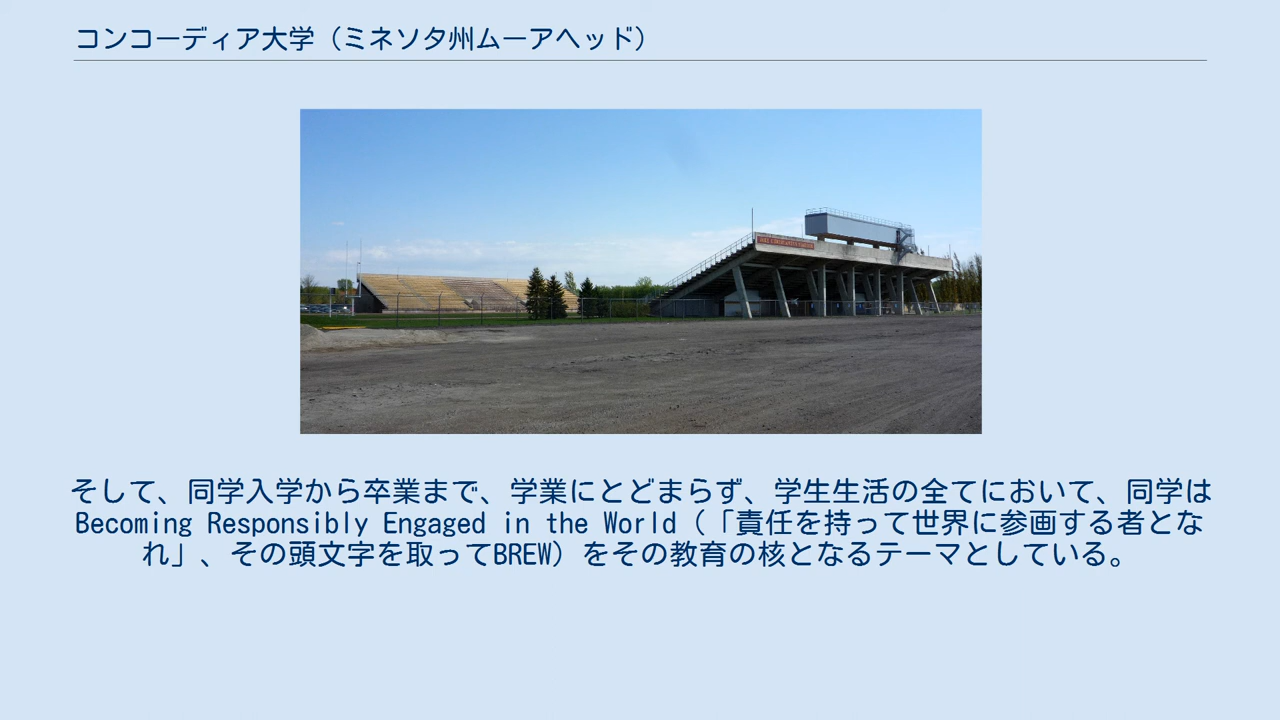 コンコーディア大学（ミネソタ州ムーアヘッド）
そして、同学入学から卒業まで、学業にとどまらず、学生生活の全てにおいて、同学は
Becoming Responsibly Engaged in the World（「責任を持って世界に参画する者とな
れ」、その頭文字を取ってBREW）をその教育の核となるテーマとしている。